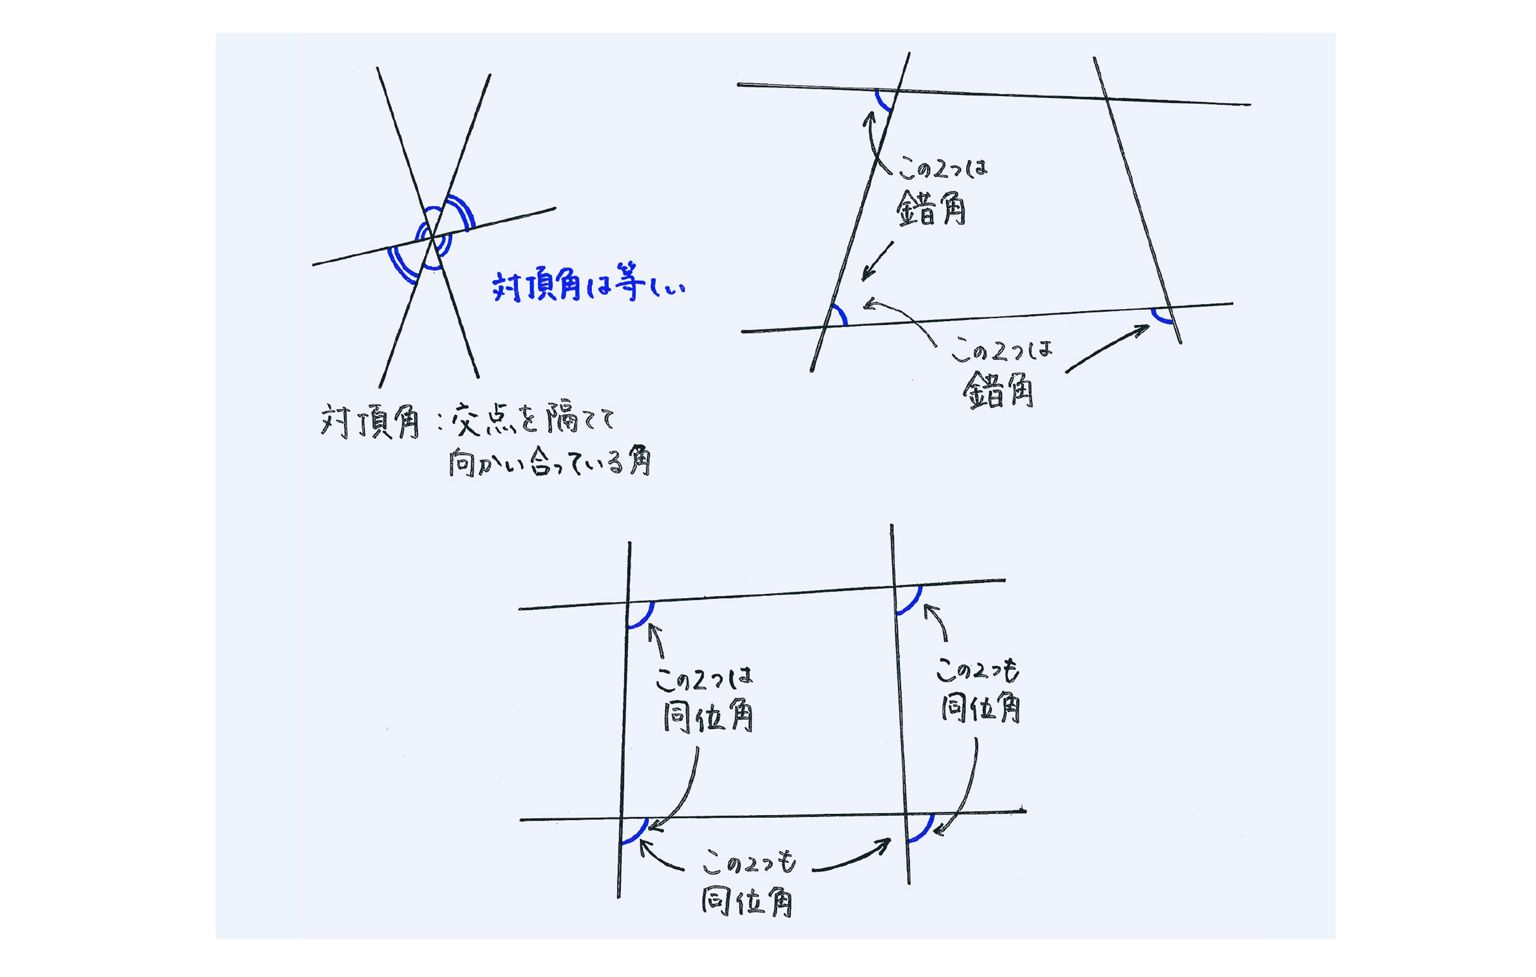 対頂角は等しい
対頂角：交点を隔てて
向かい合っている角
この2つは
錯角
この2つは
錯角
この2つは
同位角
この2つも
同位角
この2つも
同位角